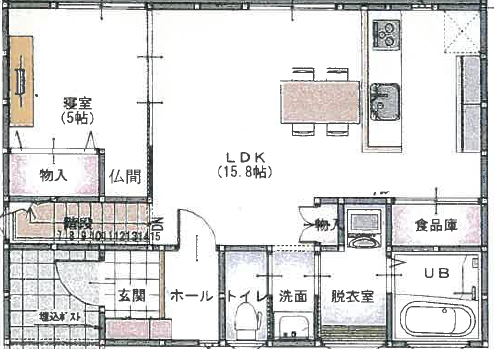 寝室
(5帖)
LDK
(15.8帖)
物入
仏間
階段
7 8 9 10 11 12 13 14 15
DN
物入
食品庫
玄関
ホール
トイレ
洗面
脱衣室
UB
埋込ポスト